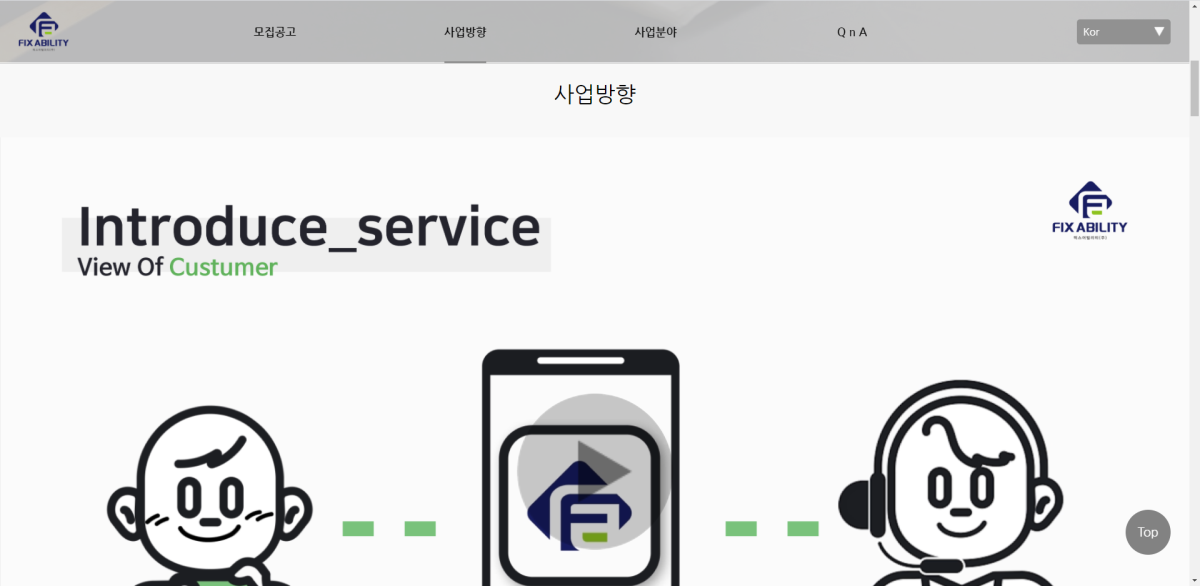 FIX ABILITY
모집공고
사업방향
사업분야
Q n A
Kor
사업방향
Introduce_service
View Of Custumer
FIX ABILITY
Top